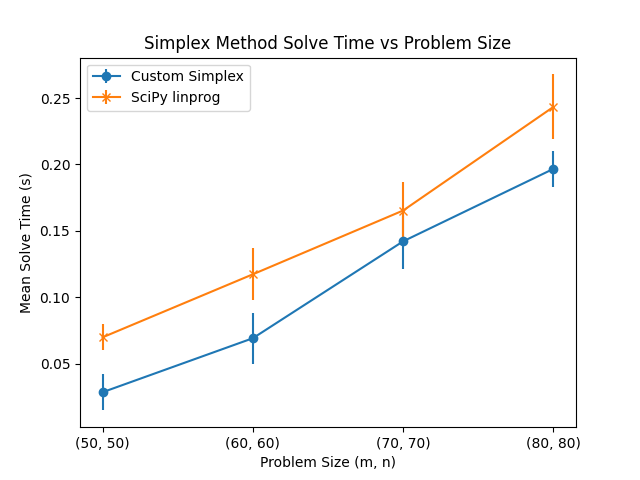 Simplex Method Solve Time vs Problem Size
Custom Simplex
SciPy linprog
Mean Solve Time (s)
0.25
0.20
0.15
0.10
0.05
(50, 50) (60, 60) (70, 70) (80, 80)
Problem Size (m, n)